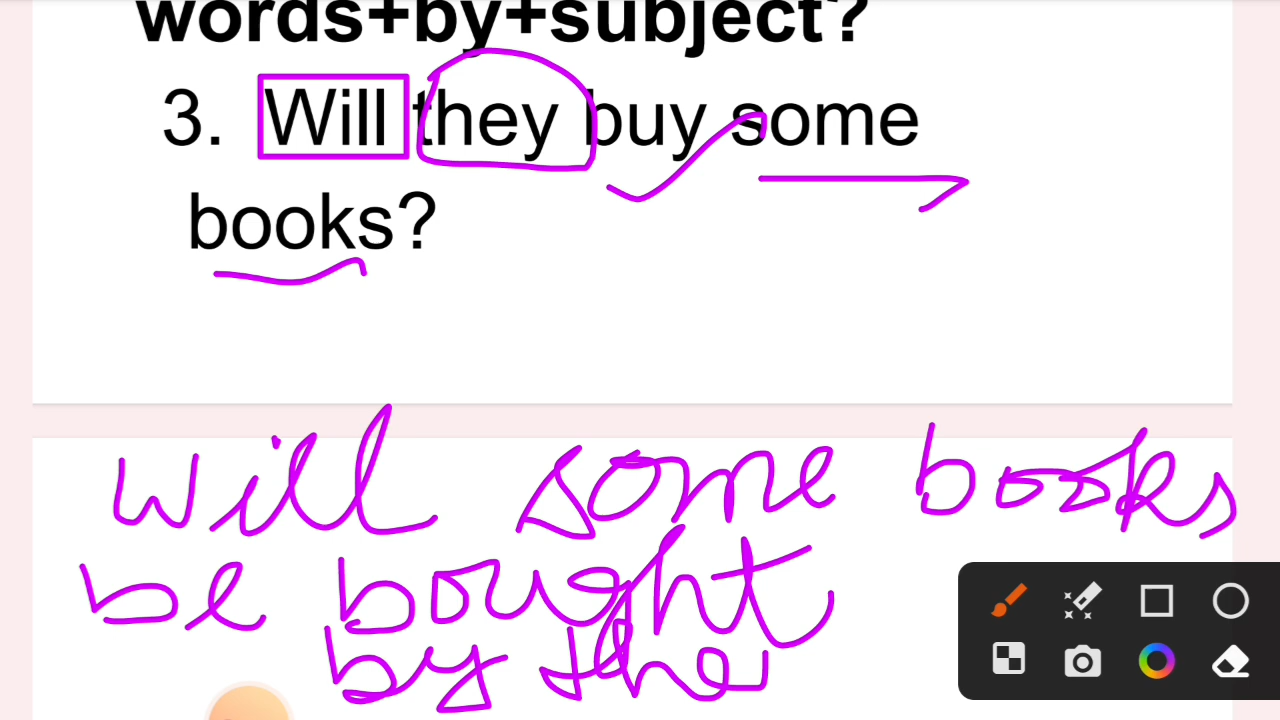 words+by+subject?
3. Will they buy some
books?
will some books
be bought
by the